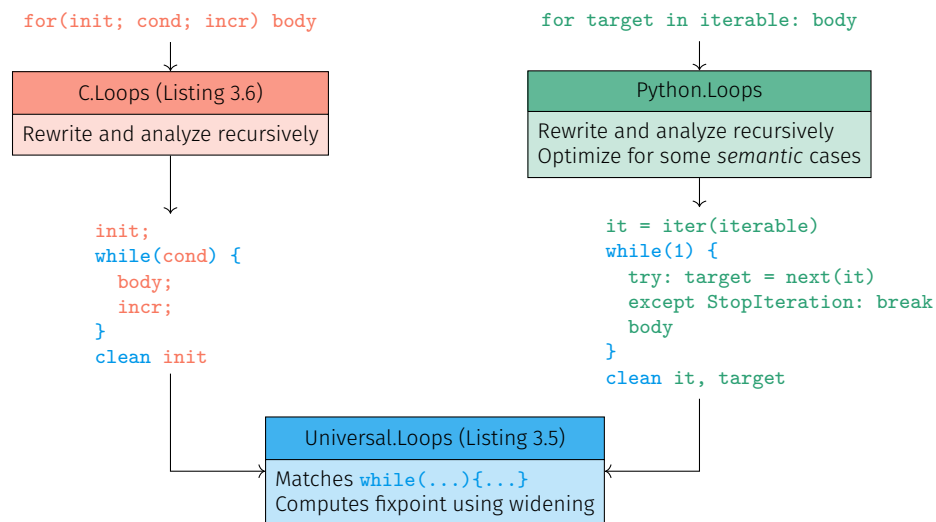 for(init; cond; incr) body
C.Loops (Listing 3.6)
Rewrite and analyze recursively
init;
while(cond) {
  body;
  incr;
}
clean init
for target in iterable: body
Python.Loops
Rewrite and analyze recursively
Optimize for some semantic cases
it = iter(iterable)
while(1) {
  try: target = next(it)
  except StopIteration: break
  body
}
clean it, target
Universal.Loops (Listing 3.5)
Matches while(...){...}
Computes fixpoint using widening